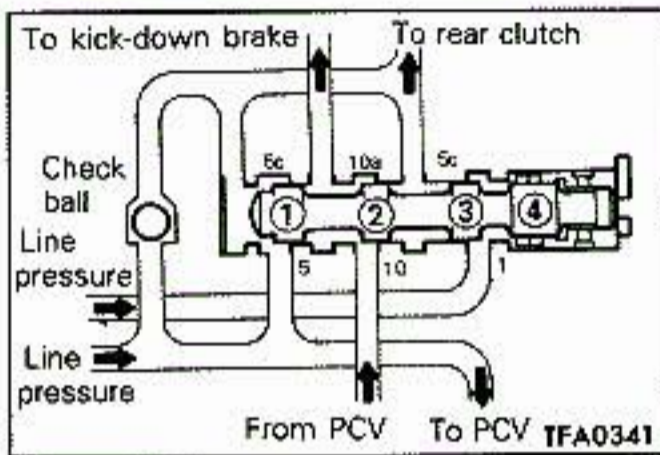 To kick-down brake
To rear clutch
5c
10a
5c
Check
ball
1
2
3
4
Line
pressure
5
10
1
Line
pressure
From PCV
To PCV
TFA0341